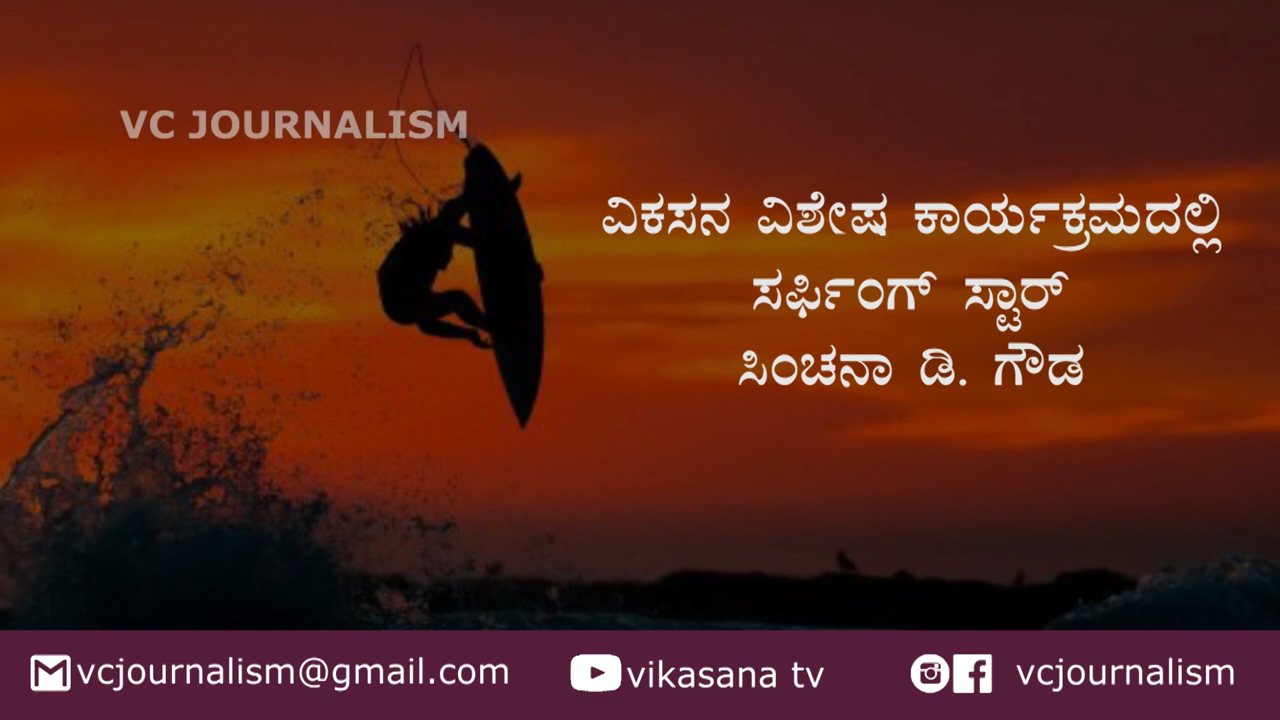 VC JOURNALISM
ವಿಕಸನ ವಿಶೇಷ ಕಾರ್ಯಕ್ರಮದಲ್ಲಿ
ಸರ್ಫಿಂಗ್ ಸ್ಟಾರ್
ಸಿಂಚನಾ ಡಿ. ಗೌಡ
vcjournalism@gmail.com vikasana tv vcjournalism